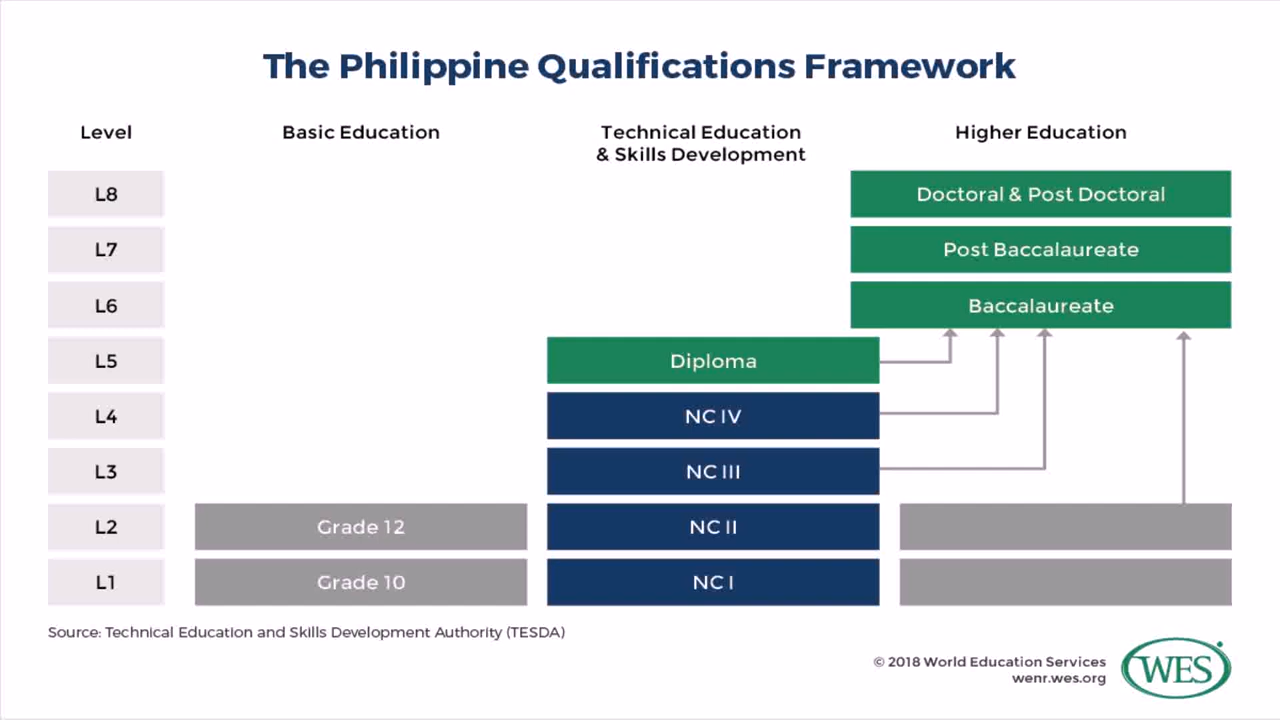 The Philippine Qualifications Framework
Level
Basic Education
Technical Education
& Skills Development
Higher Education
L8
Doctoral & Post Doctoral
L7
Post Baccalaureate
L6
Baccalaureate
L5
Diploma
L4
NC IV
L3
NC III
L2
Grade 12
NC II
L1
Grade 10
NC I
Source: Technical Education and Skills Development Authority (TESDA)
© 2018 World Education Services
wenr.wes.org
WES